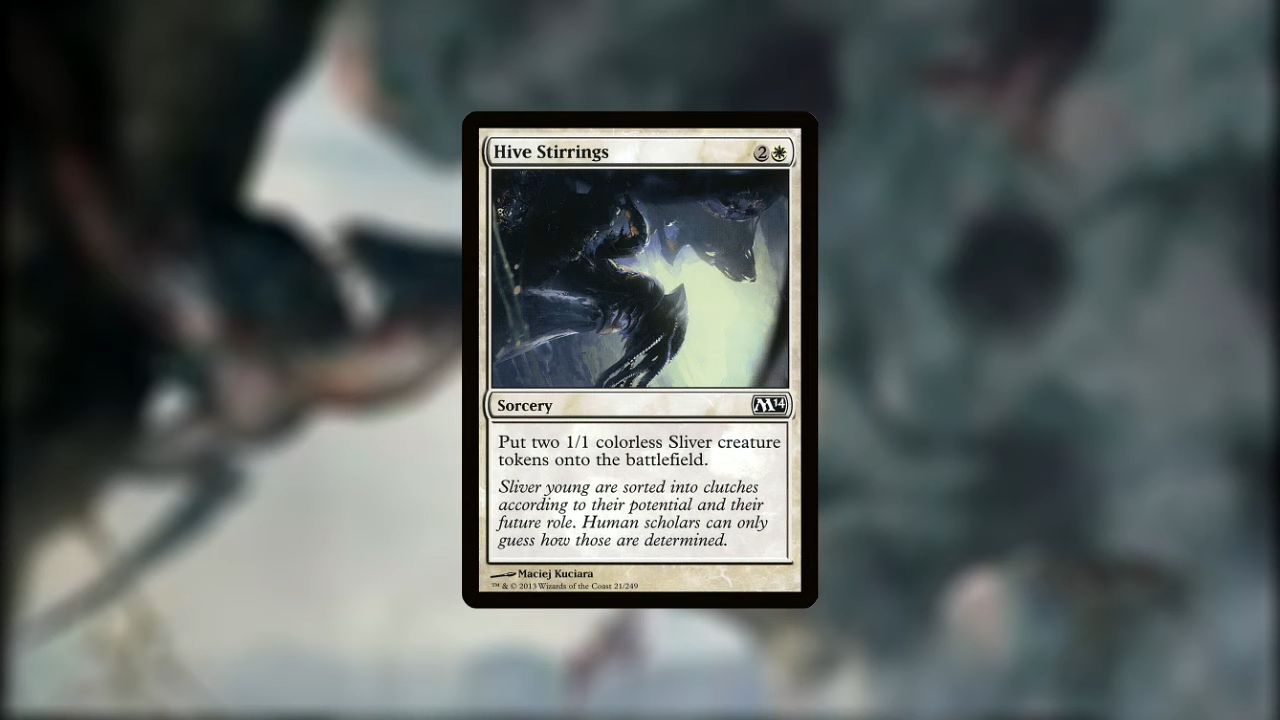 Hive Stirrings 2
Sorcery M14
Put two 1/1 colorless Sliver creature
tokens onto the battlefield.
Sliver young are sorted into clutches
according to their potential and their
future role. Human scholars can only
guess how those are determined.
Maciej Kuciara
™ & © 2013 Wizards of the Coast 21/249